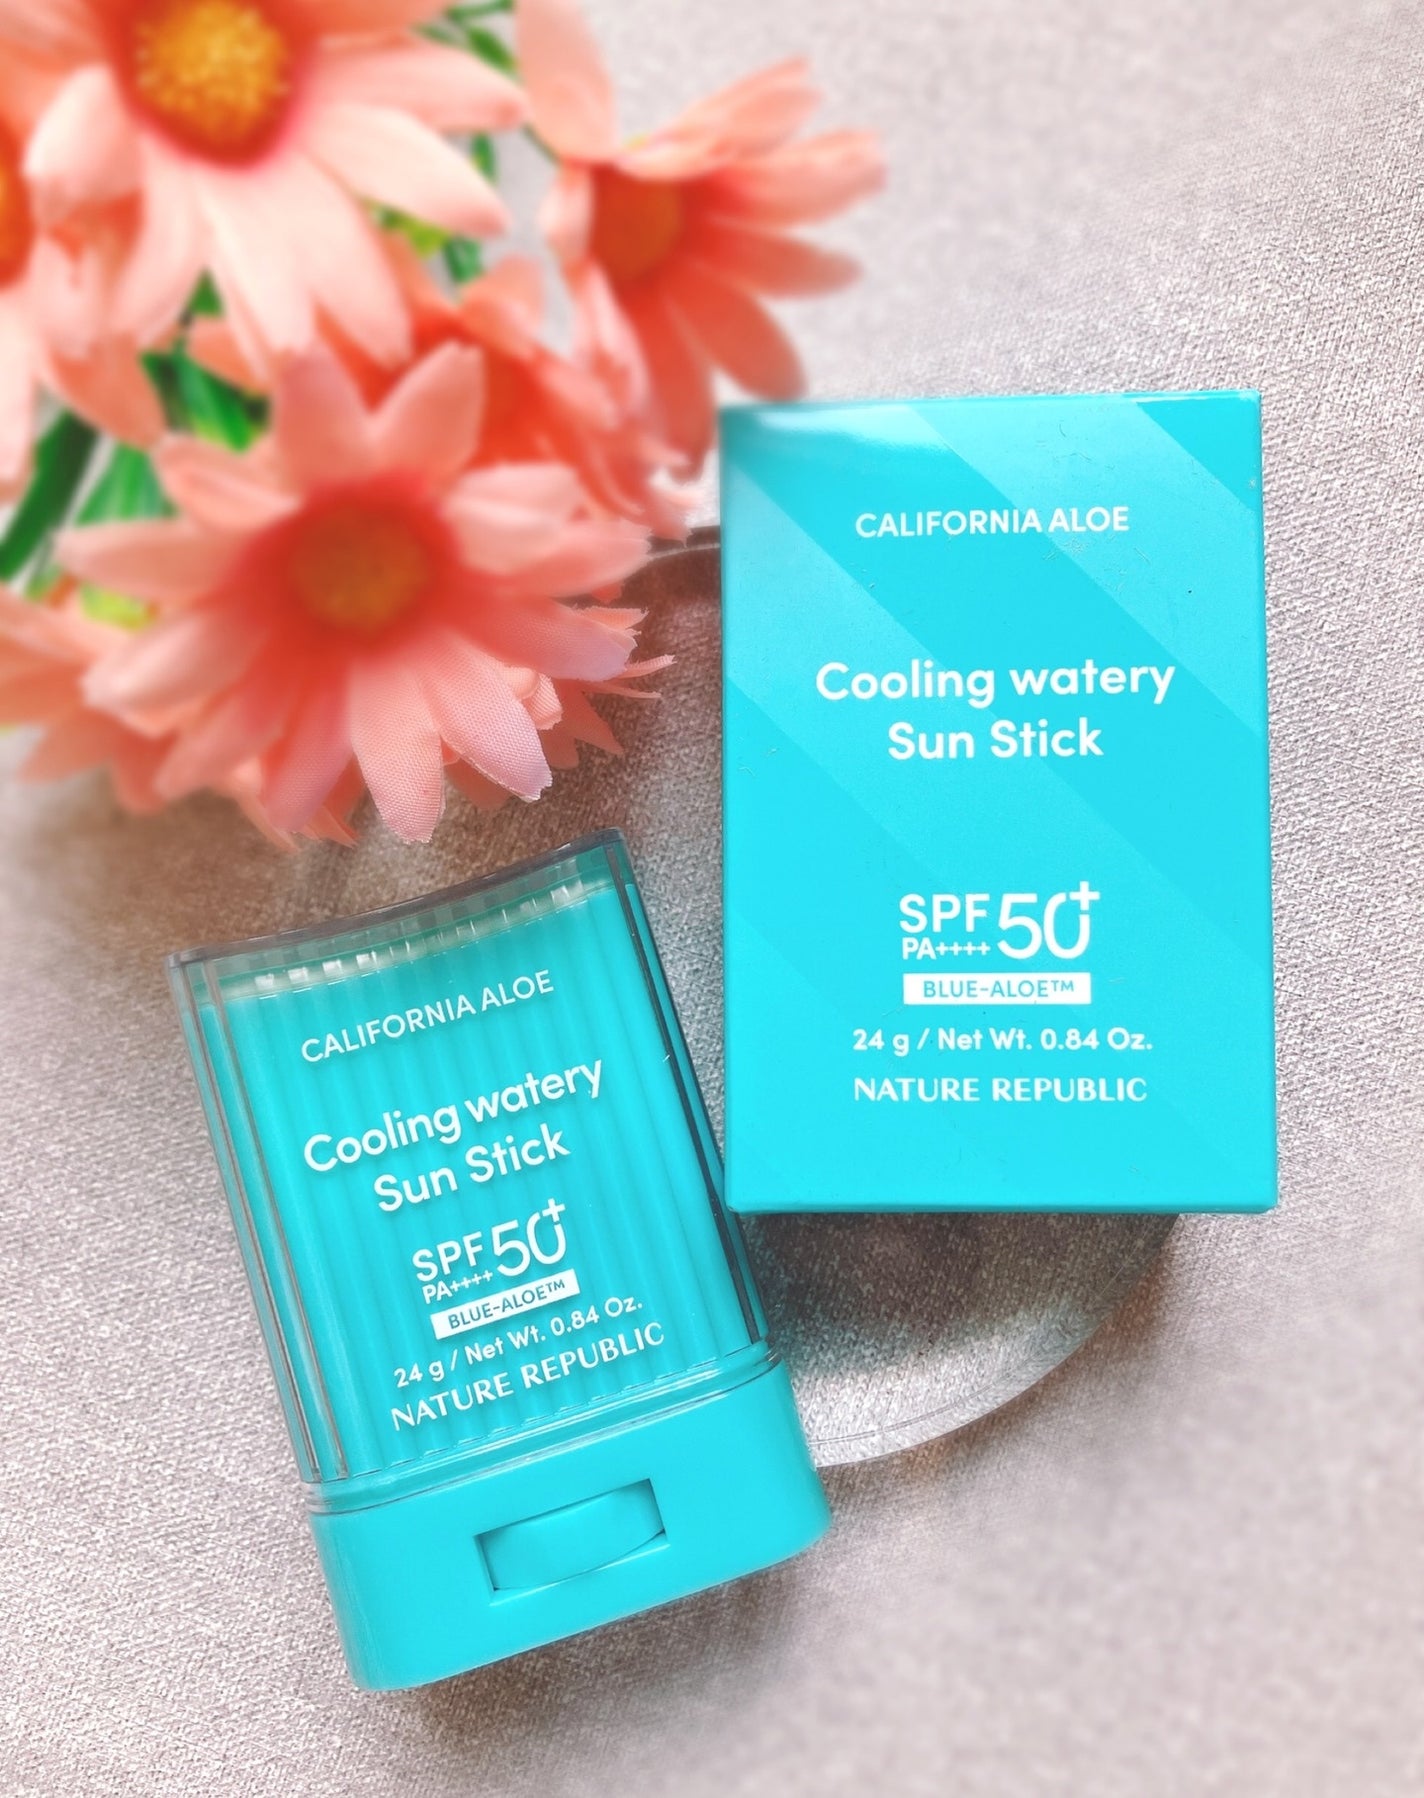 CALIFORNIA ALOE
Cooling watery
Sun Stick
SPF 50+
PA++++
BLUE-ALOE™
24 g / Net Wt. 0.84 Oz.
NATURE REPUBLIC
CALIFORNIA ALOE
Cooling watery
Sun Stick
SPF 50+
PA++++
BLUE-ALOE™
24 g / Net Wt. 0.84 Oz.
NATURE REPUBLIC